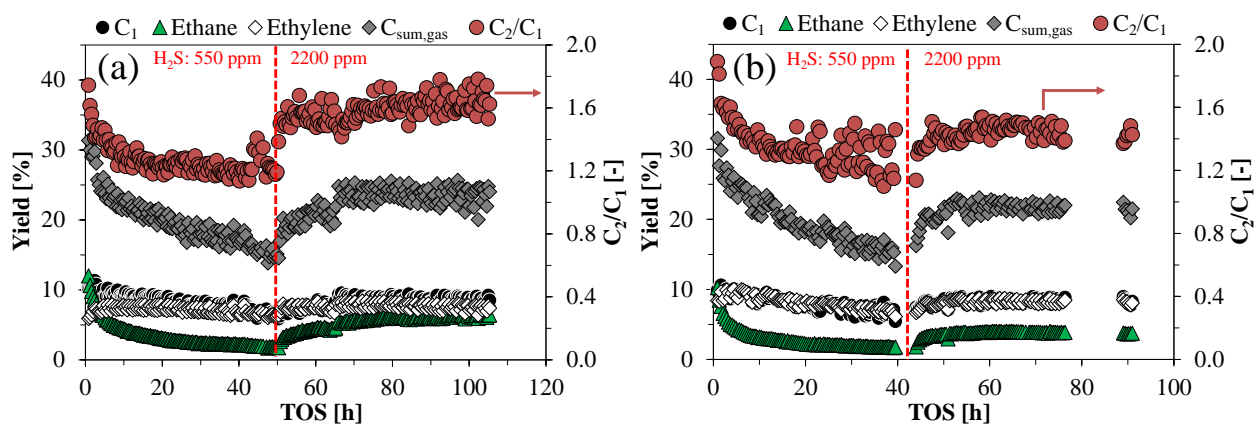 C1 Ethane Ethylene Csum,gas C2/C1
(a)
H2S: 550 ppm 2200 ppm
Yield [%]
40
30
20
10
0
0 20 40 60 80 100 120
TOS [h]
2.0
1.6
1.2
0.8
0.4
0.0
C2/C1 [-]
C1 Ethane Ethylene Csum,gas C2/C1
(b)
H2S: 550 ppm 2200 ppm
Yield [%]
40
30
20
10
0
0 20 40 60 80 100
TOS [h]
2.0
1.6
1.2
0.8
0.4
0.0
C2/C1 [-]